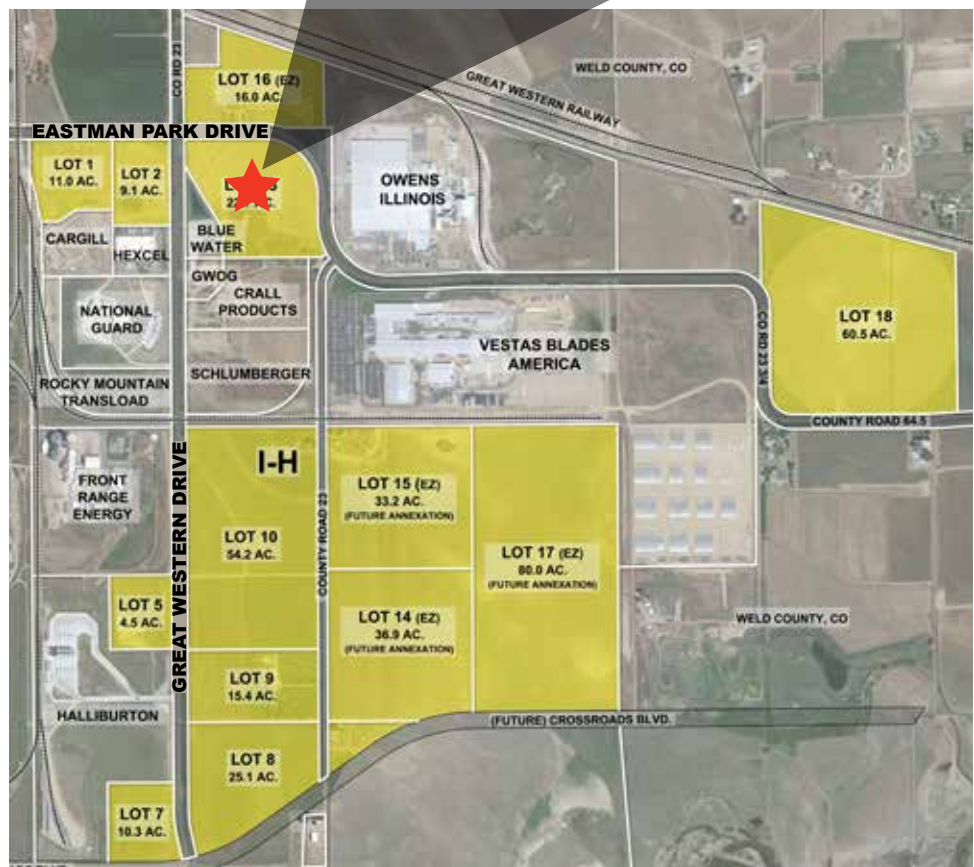 CO RD 23
LOT 16 (EZ)
16.0 AC.
WELD COUNTY, CO
GREAT WESTERN RAILWAY
EASTMAN PARK DRIVE
LOT 1
11.0 AC.
LOT 2
9.1 AC.
OWENS
ILLINOIS
CARGILL
HEXCEL
BLUE
WATER
GWOG
CRALL
PRODUCTS
NATIONAL
GUARD
LOT 18
60.5 AC.
CO RD 23 3/4
VESTAS BLADES
AMERICA
SCHLUMBERGER
ROCKY MOUNTAIN
TRANSLOAD
COUNTY ROAD 64.5
I-H
FRONT
RANGE
ENERGY
GREAT WESTERN DRIVE
COUNTY ROAD 23
LOT 15 (EZ)
33.2 AC.
(FUTURE ANNEXATION)
LOT 10
54.2 AC.
LOT 17 (EZ)
80.0 AC.
(FUTURE ANNEXATION)
LOT 5
4.5 AC.
LOT 14 (EZ)
36.9 AC.
(FUTURE ANNEXATION)
WELD COUNTY, CO
LOT 9
15.4 AC.
HALLIBURTON
(FUTURE) CROSSROADS BLVD.
LOT 8
25.1 AC.
LOT 7
10.3 AC.